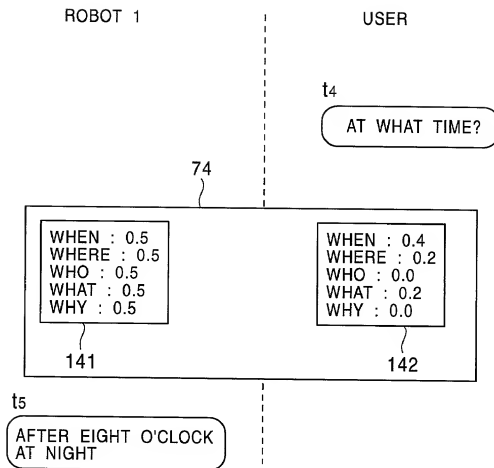 ROBOT 1
USER
t4
AT WHAT TIME?
74
WHEN : 0.5
WHERE : 0.5
WHO : 0.5
WHAT : 0.5
WHY : 0.5
141
WHEN : 0.4
WHERE : 0.2
WHO : 0.0
WHAT : 0.2
WHY : 0.0
142
t5
AFTER EIGHT O'CLOCK
AT NIGHT